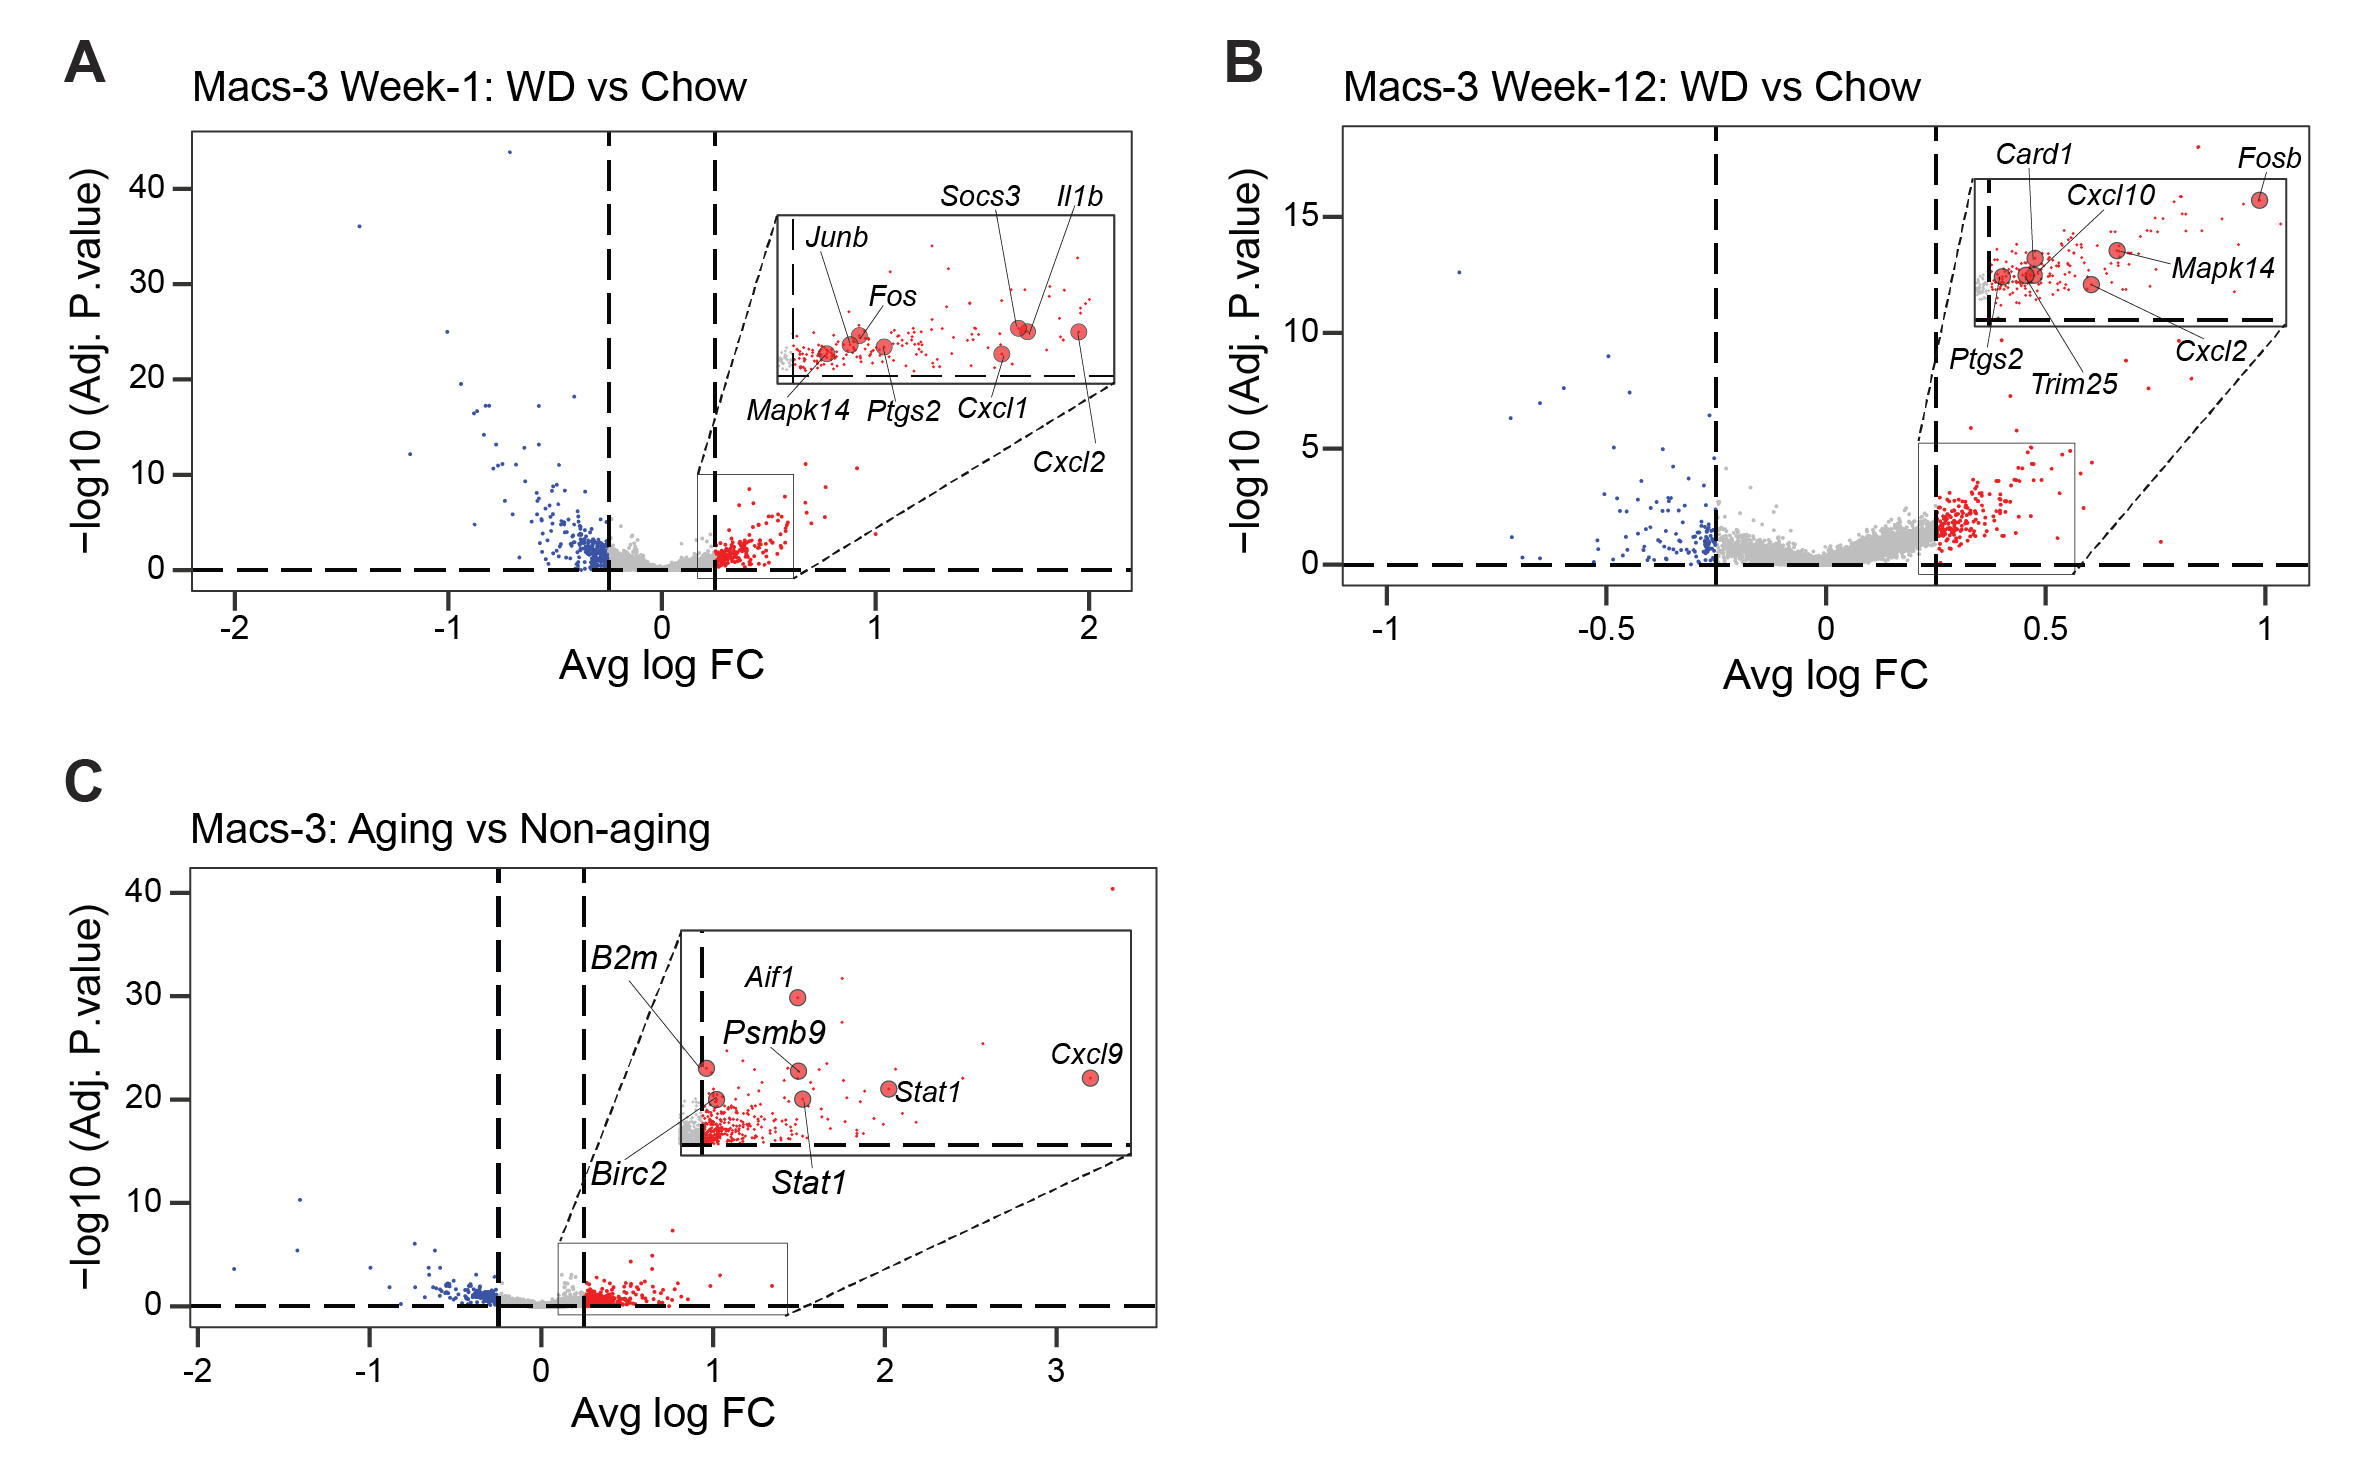 A
Macs-3 Week-1: WD vs Chow
−log10 (Adj. P.value)
40
30
20
10
0
Socs3 Il1b
Junb
Fos
Mapk14 Ptgs2 Cxcl1
Cxcl2
-2 -1 0 1 2
Avg log FC
B
Macs-3 Week-12: WD vs Chow
−log10 (Adj. P.value)
15
10
5
0
Card1 Fosb
Cxcl10
Mapk14
Ptgs2 Cxcl2
Trim25
-1 -0.5 0 0.5 1
Avg log FC
C
Macs-3: Aging vs Non-aging
−log10 (Adj. P.value)
40
30
20
10
0
B2m
Aif1
Psmb9
Cxcl9
Stat1
Birc2
Stat1
-2 -1 0 1 2 3
Avg log FC